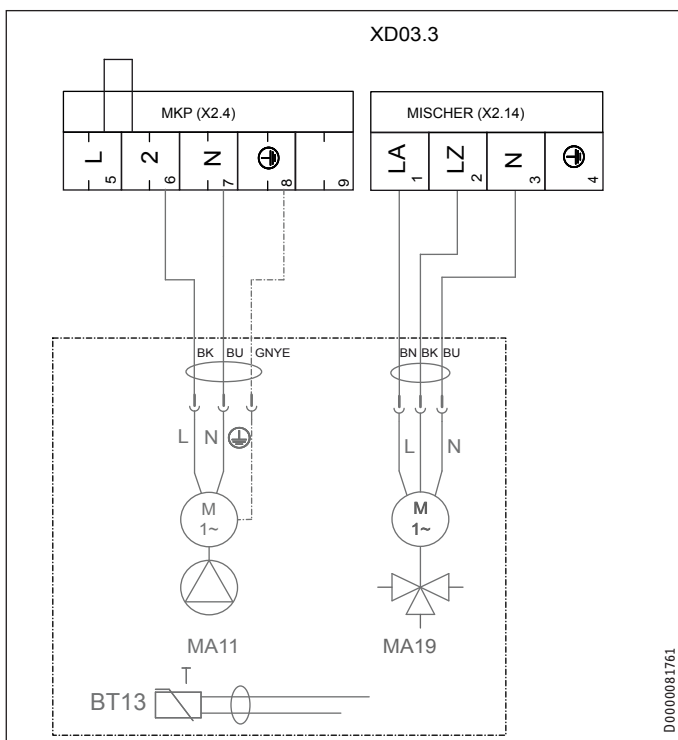 XD03.3
MKP (X2.4)
MISCHER (X2.14)
L 2 N
5 6 7 8 9
LA LZ N
1 2 3 4
BK BU GNYE
BN BK BU
L N
L N
M
1~
M
1~
MA11
MA19
T
BT13
D0000081761